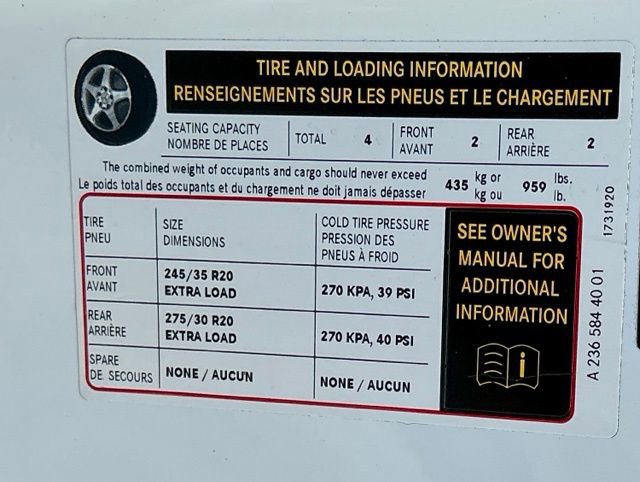 TIRE AND LOADING INFORMATION
RENSEIGNEMENTS SUR LES PNEUS ET LE CHARGEMENT
SEATING CAPACITY TOTAL 4 FRONT 2 REAR 2
NOMBRE DE PLACES AVANT ARRIÈRE
The combined weight of occupants and cargo should never exceed 435 kg or 959 lbs.
Le poids total des occupants et du chargement ne doit jamais dépasser kg ou lb.
TIRE SIZE COLD TIRE PRESSURE
PNEU DIMENSIONS PRESSION DES
PNEUS À FROID
FRONT 245/35 R20
AVANT EXTRA LOAD 270 KPA, 39 PSI
REAR 275/30 R20
ARRIÈRE EXTRA LOAD 270 KPA, 40 PSI
SPARE
DE SECOURS NONE / AUCUN NONE / AUCUN
SEE OWNER'S
MANUAL FOR
ADDITIONAL
INFORMATION
i
A 236 584 40 01
1731920